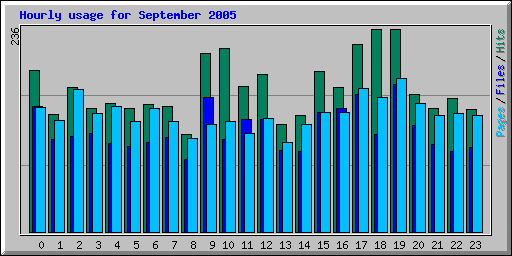 Hourly usage for September 2005
236
Pages / Files / Hits
0 1 2 3 4 5 6 7 8 9 10 11 12 13 14 15 16 17 18 19 20 21 22 23